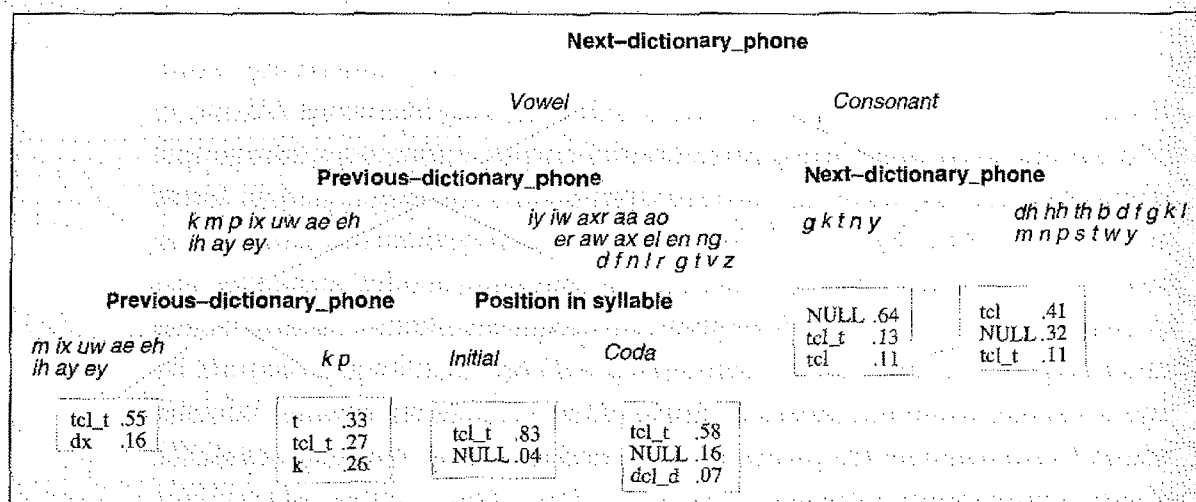 Next–dictionary_phone
Vowel Consonant
Previous–dictionary_phone Next–dictionary_phone
k m p ix uw ae eh
ih ay ey
iy iw axr aa ao
er aw ax el en ng
d f n l r g t v z
g k t n y
dh hh th b d f g k l
m n p s t w y
Previous–dictionary_phone Position in syllable
NULL .64
tcl_t .13
tcl .11
tcl .41
NULL .32
tcl_t .11
m ix uw ae eh
ih ay ey
k p Initial Coda
tcl_t .55
dx .16
t .33
tcl_t .27
k .26
tcl_t .83
NULL .04
tcl_t .58
NULL .16
dcl_d .07